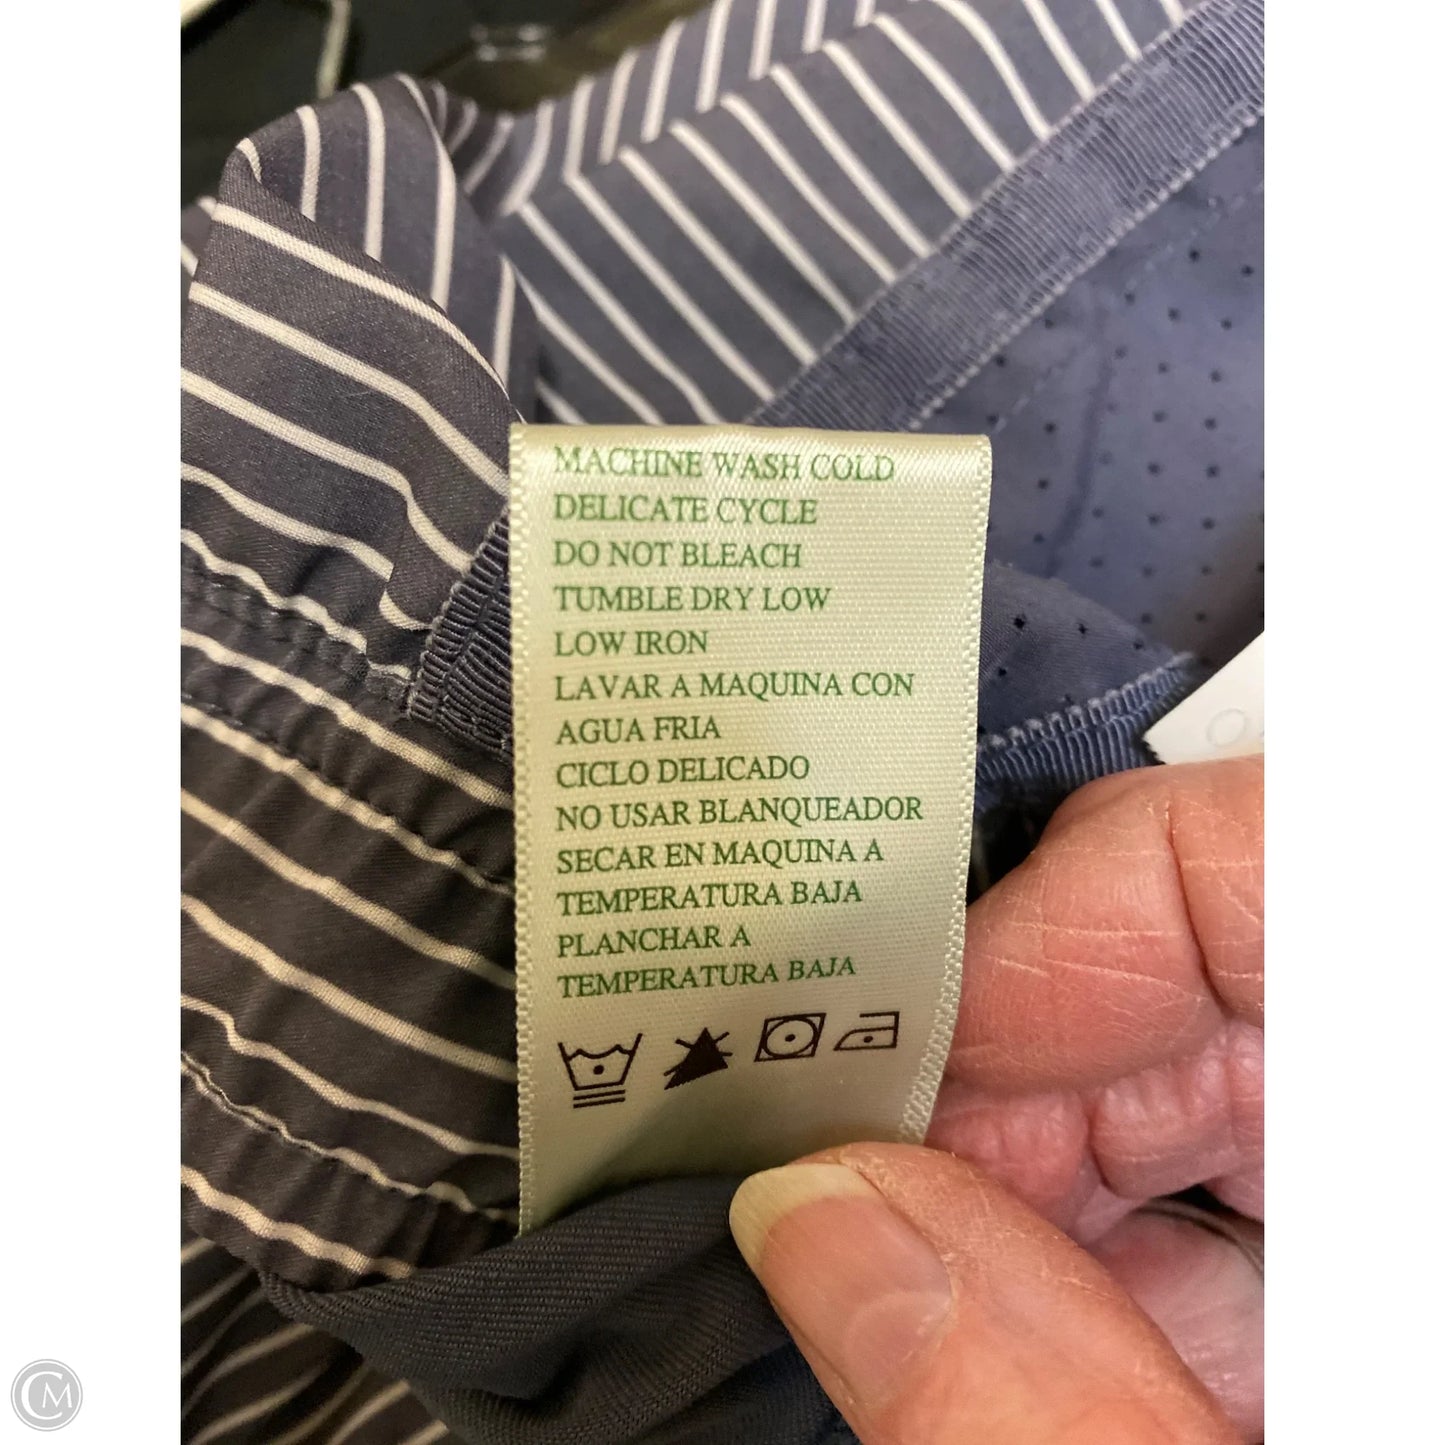 MACHINE WASH COLD
DELICATE CYCLE
DO NOT BLEACH
TUMBLE DRY LOW
LOW IRON
LAVAR A MAQUINA CON
AGUA FRIA
CICLO DELICADO
NO USAR BLANQUEADOR
SECAR EN MAQUINA A
TEMPERATURA BAJA
PLANCHAR A
TEMPERATURA BAJA
CM